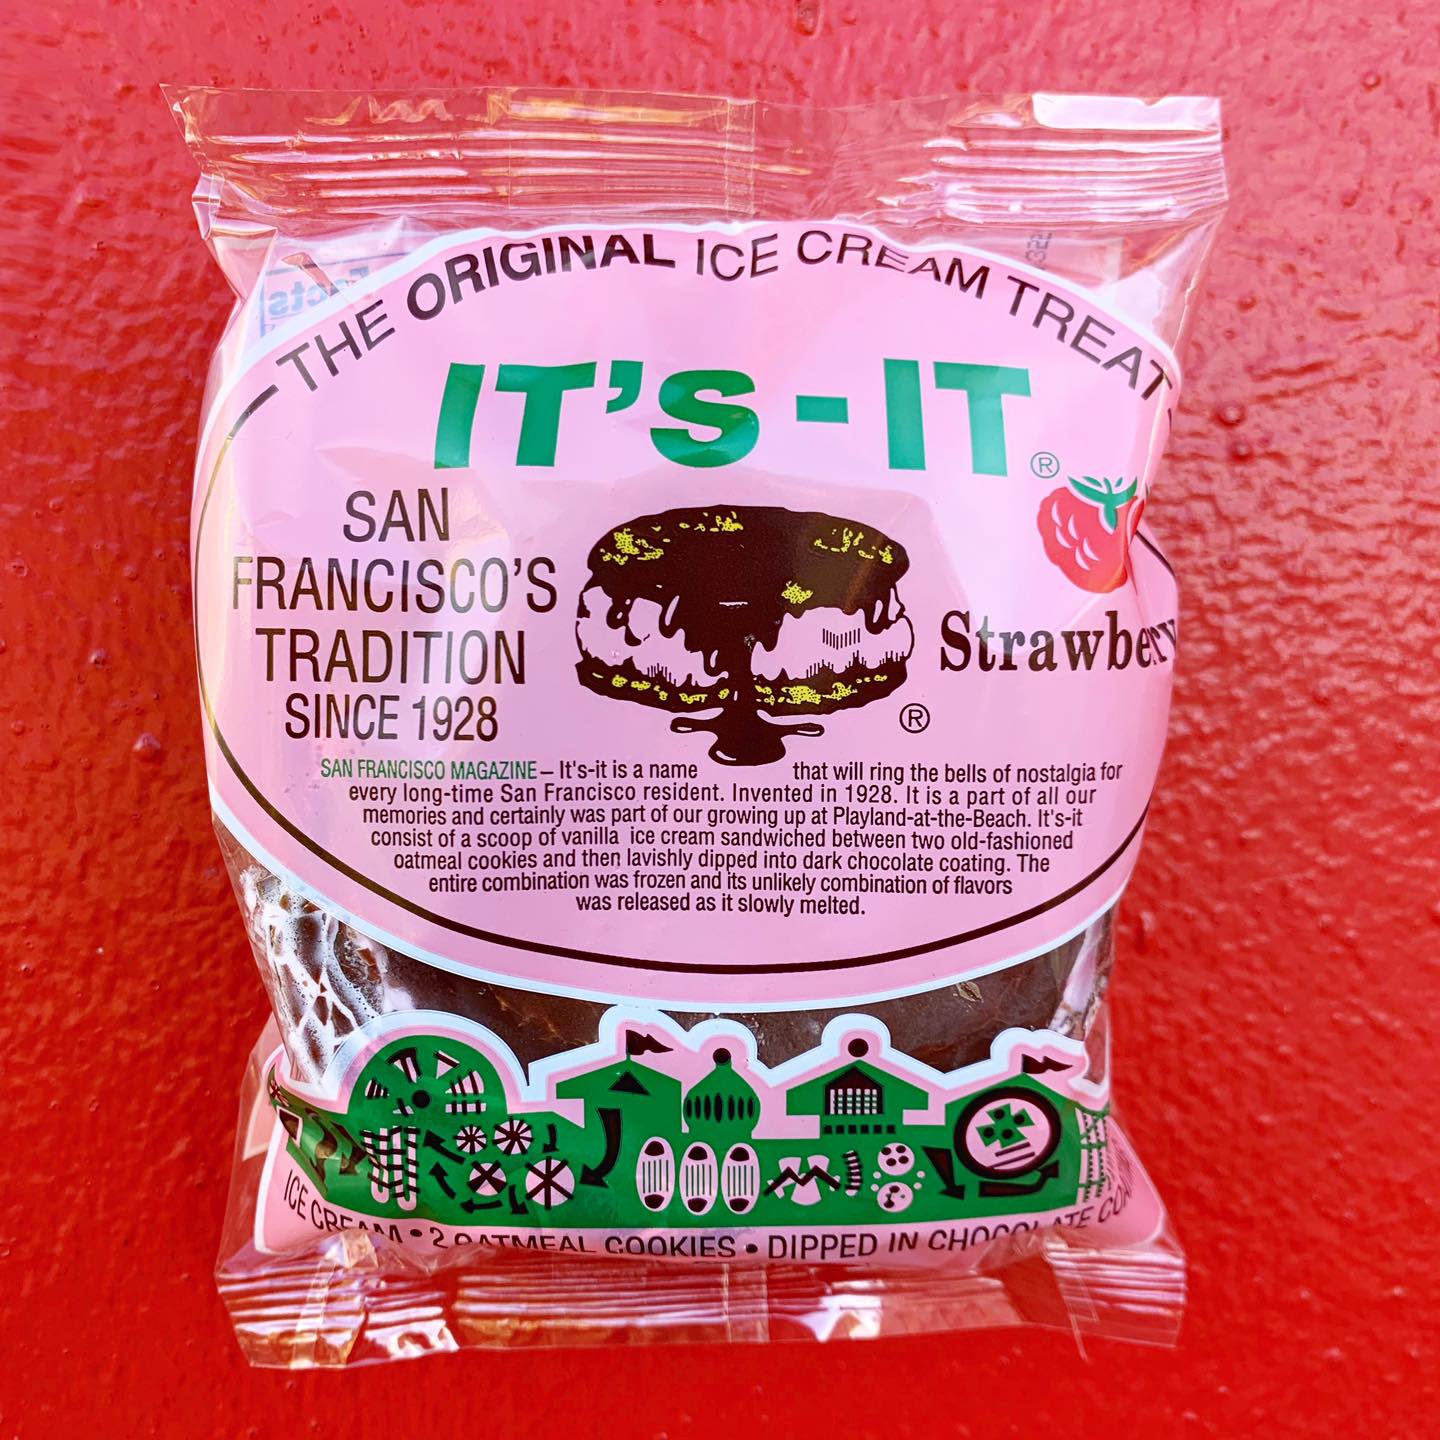 THE ORIGINAL ICE CREAM TREAT
IT'S-IT®
SAN
FRANCISCO'S
TRADITION
SINCE 1928
Strawberry
®
SAN FRANCISCO MAGAZINE – It's-it is a name that will ring the bells of nostalgia for
every long-time San Francisco resident. Invented in 1928. It is a part of all our
memories and certainly was part of our growing up at Playland-at-the-Beach. It's-it
consist of a scoop of vanilla ice cream sandwiched between two old-fashioned
oatmeal cookies and then lavishly dipped into dark chocolate coating. The
entire combination was frozen and its unlikely combination of flavors
was released as it slowly melted.
ICE CREAM • 2 OATMEAL COOKIES • DIPPED IN CHOCOLATE